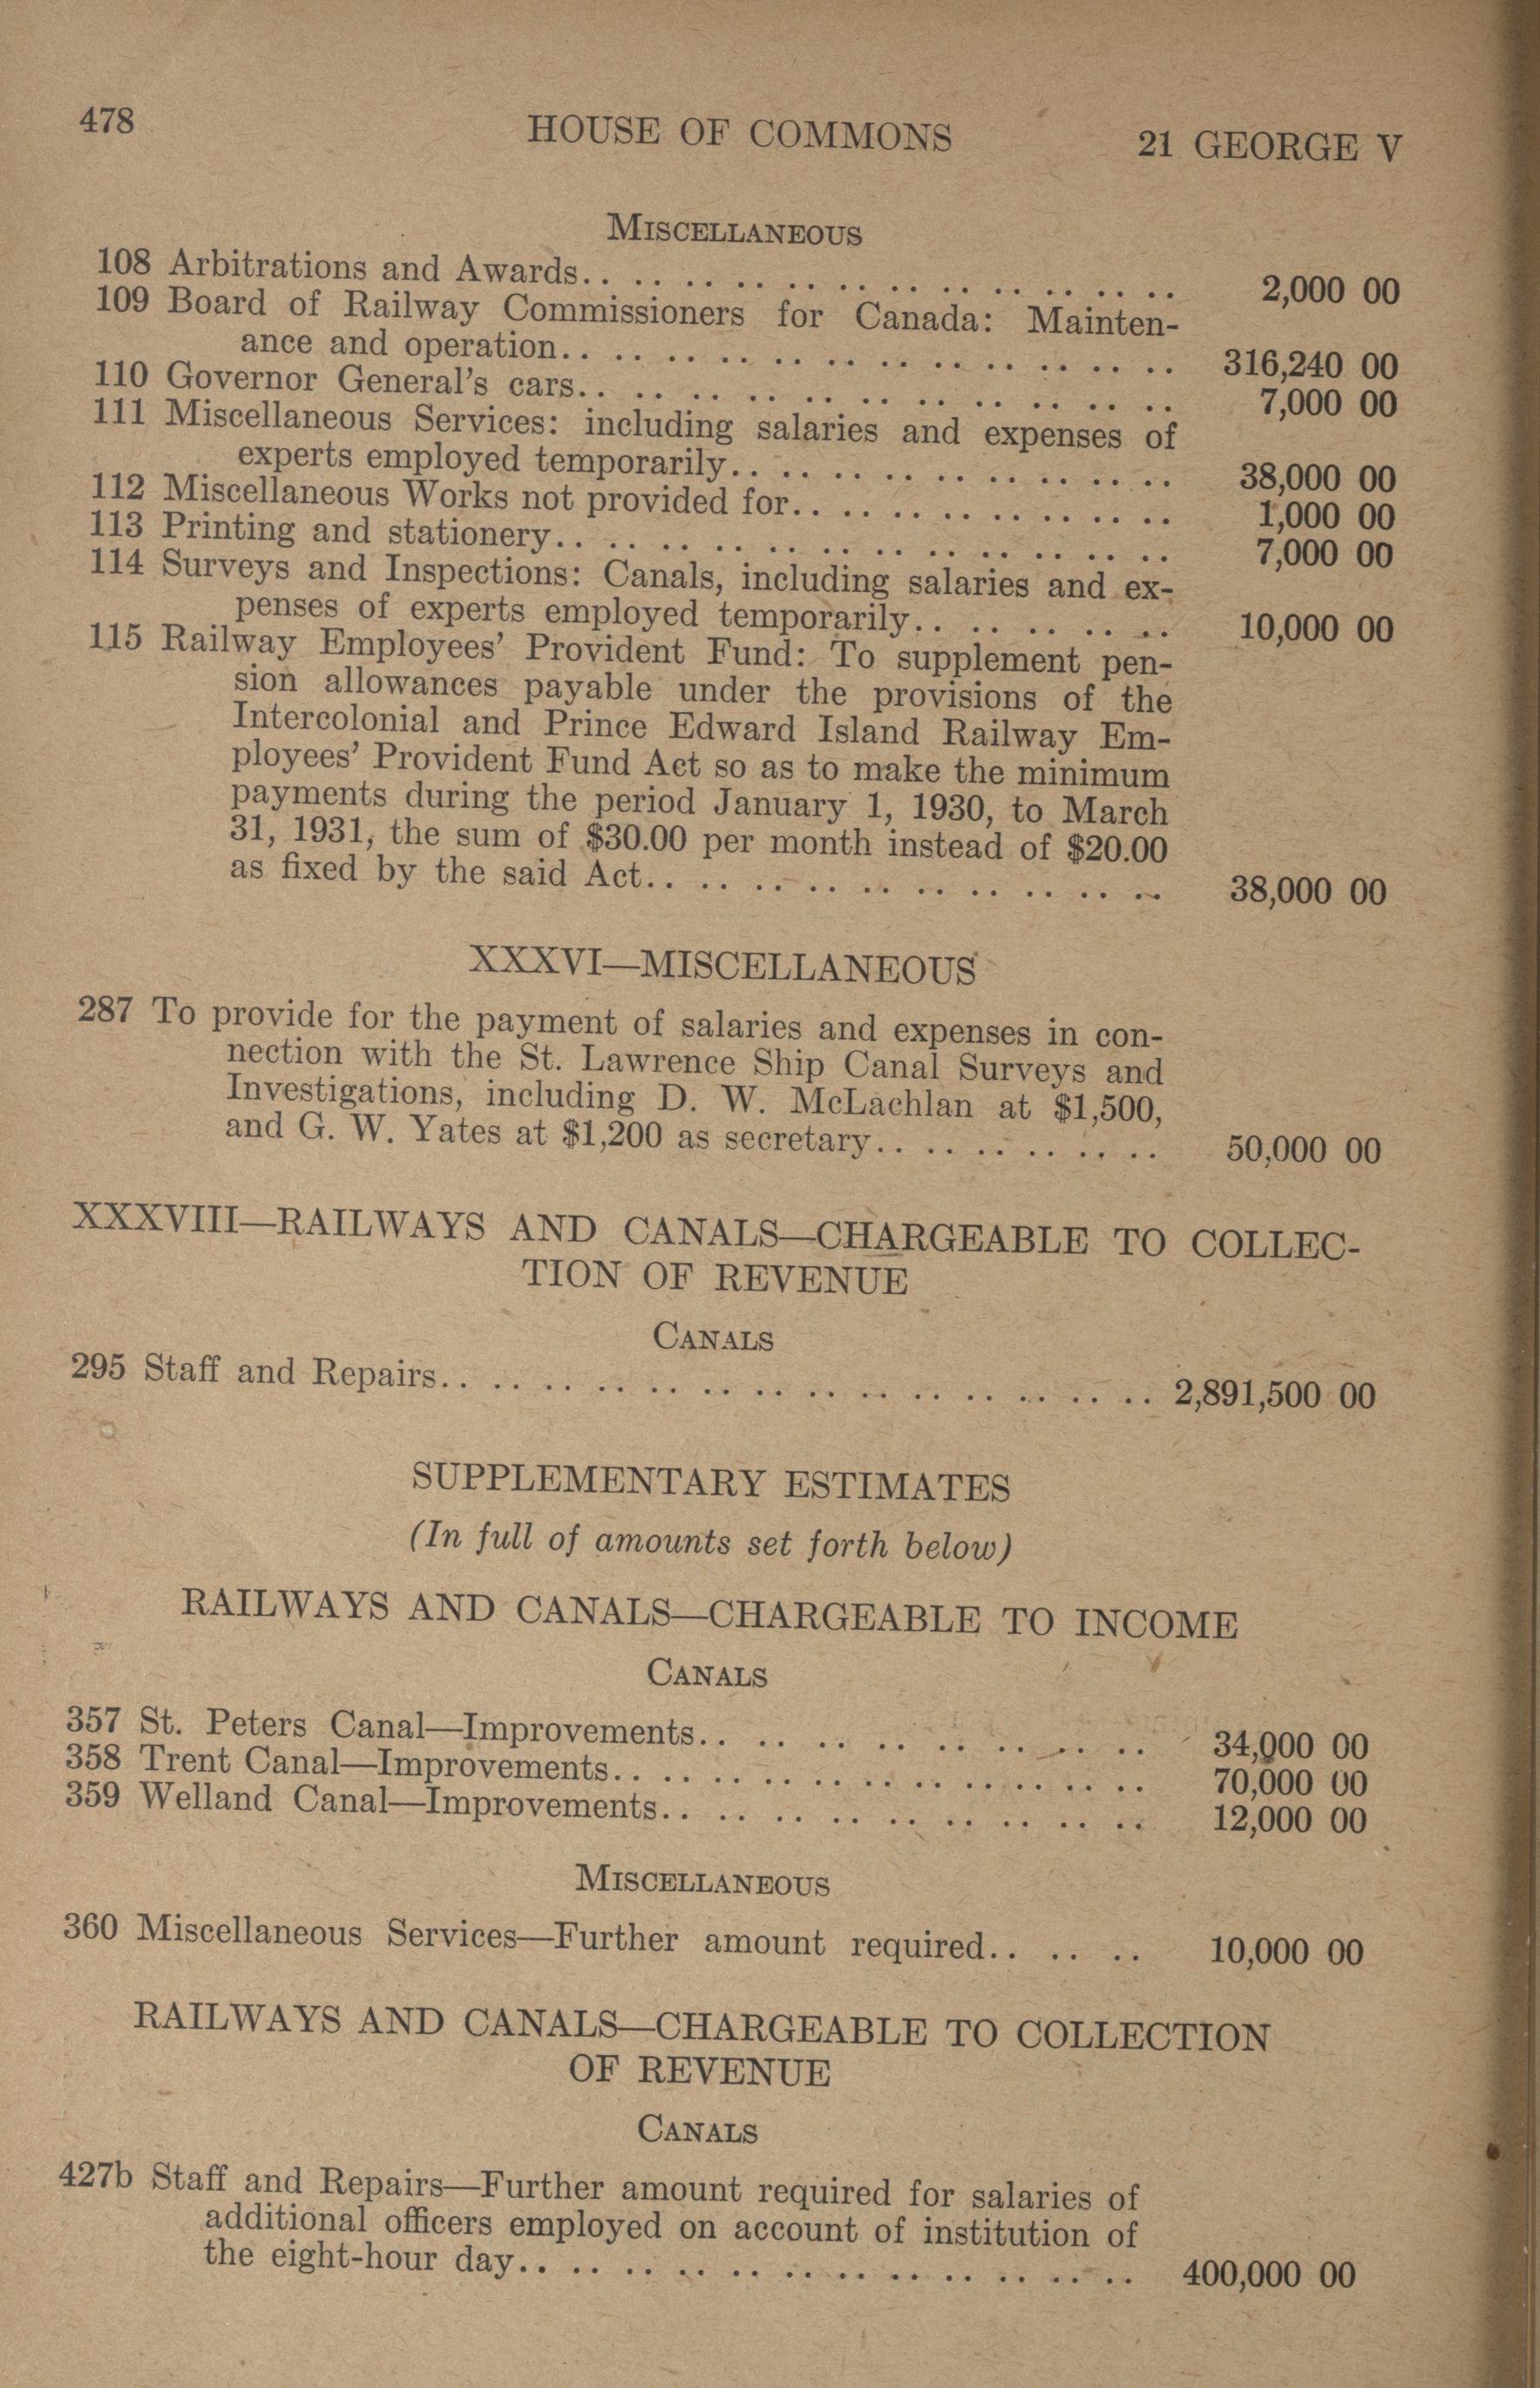 478 HOUSE OF COMMONS 21 GEORGE V
MISCELLANEOUS
108 Arbitrations and Awards.. .. .. .. .. .. .. .. .. .. .. .. 2,000 00
109 Board of Railway Commissioners for Canada: Mainten-
ance and operation.. .. .. .. .. .. .. .. .. .. .. .. 316,240 00
110 Governor General's cars.. .. .. .. .. .. .. .. .. .. .. .. 7,000 00
111 Miscellaneous Services: including salaries and expenses of
experts employed temporarily.. .. .. .. .. .. .. .. .. 38,000 00
112 Miscellaneous Works not provided for.. .. .. .. .. .. .. .. 1,000 00
113 Printing and stationery.. .. .. .. .. .. .. .. .. .. .. .. 7,000 00
114 Surveys and Inspections: Canals, including salaries and ex-
penses of experts employed temporarily.. .. .. .. .. .. 10,000 00
115 Railway Employees' Provident Fund: To supplement pen-
sion allowances payable under the provisions of the
Intercolonial and Prince Edward Island Railway Em-
ployees' Provident Fund Act so as to make the minimum
payments during the period January 1, 1930, to March
31, 1931, the sum of $30.00 per month instead of $20.00
as fixed by the said Act.. .. .. .. .. .. .. .. .. .. 38,000 00
XXXVI—MISCELLANEOUS
287 To provide for the payment of salaries and expenses in con-
nection with the St. Lawrence Ship Canal Surveys and
Investigations, including D. W. McLachlan at $1,500,
and G. W. Yates at $1,200 as secretary.. .. .. .. .. .. 50,000 00
XXXVIII—RAILWAYS AND CANALS—CHARGEABLE TO COLLEC-
TION OF REVENUE
CANALS
295 Staff and Repairs.. .. .. .. .. .. .. .. .. .. .. .. .. .. 2,891,500 00
SUPPLEMENTARY ESTIMATES
(In full of amounts set forth below)
RAILWAYS AND CANALS—CHARGEABLE TO INCOME
CANALS
357 St. Peters Canal—Improvements.. .. .. .. .. .. .. .. 34,000 00
358 Trent Canal—Improvements.. .. .. .. .. .. .. .. .. .. .. 70,000 00
359 Welland Canal—Improvements.. .. .. .. .. .. .. .. .. 12,000 00
MISCELLANEOUS
360 Miscellaneous Services—Further amount required.. .. .. 10,000 00
RAILWAYS AND CANALS—CHARGEABLE TO COLLECTION
OF REVENUE
CANALS
427b Staff and Repairs—Further amount required for salaries of
additional officers employed on account of institution of
the eight-hour day.. .. .. .. .. .. .. .. .. .. .. .. 400,000 00